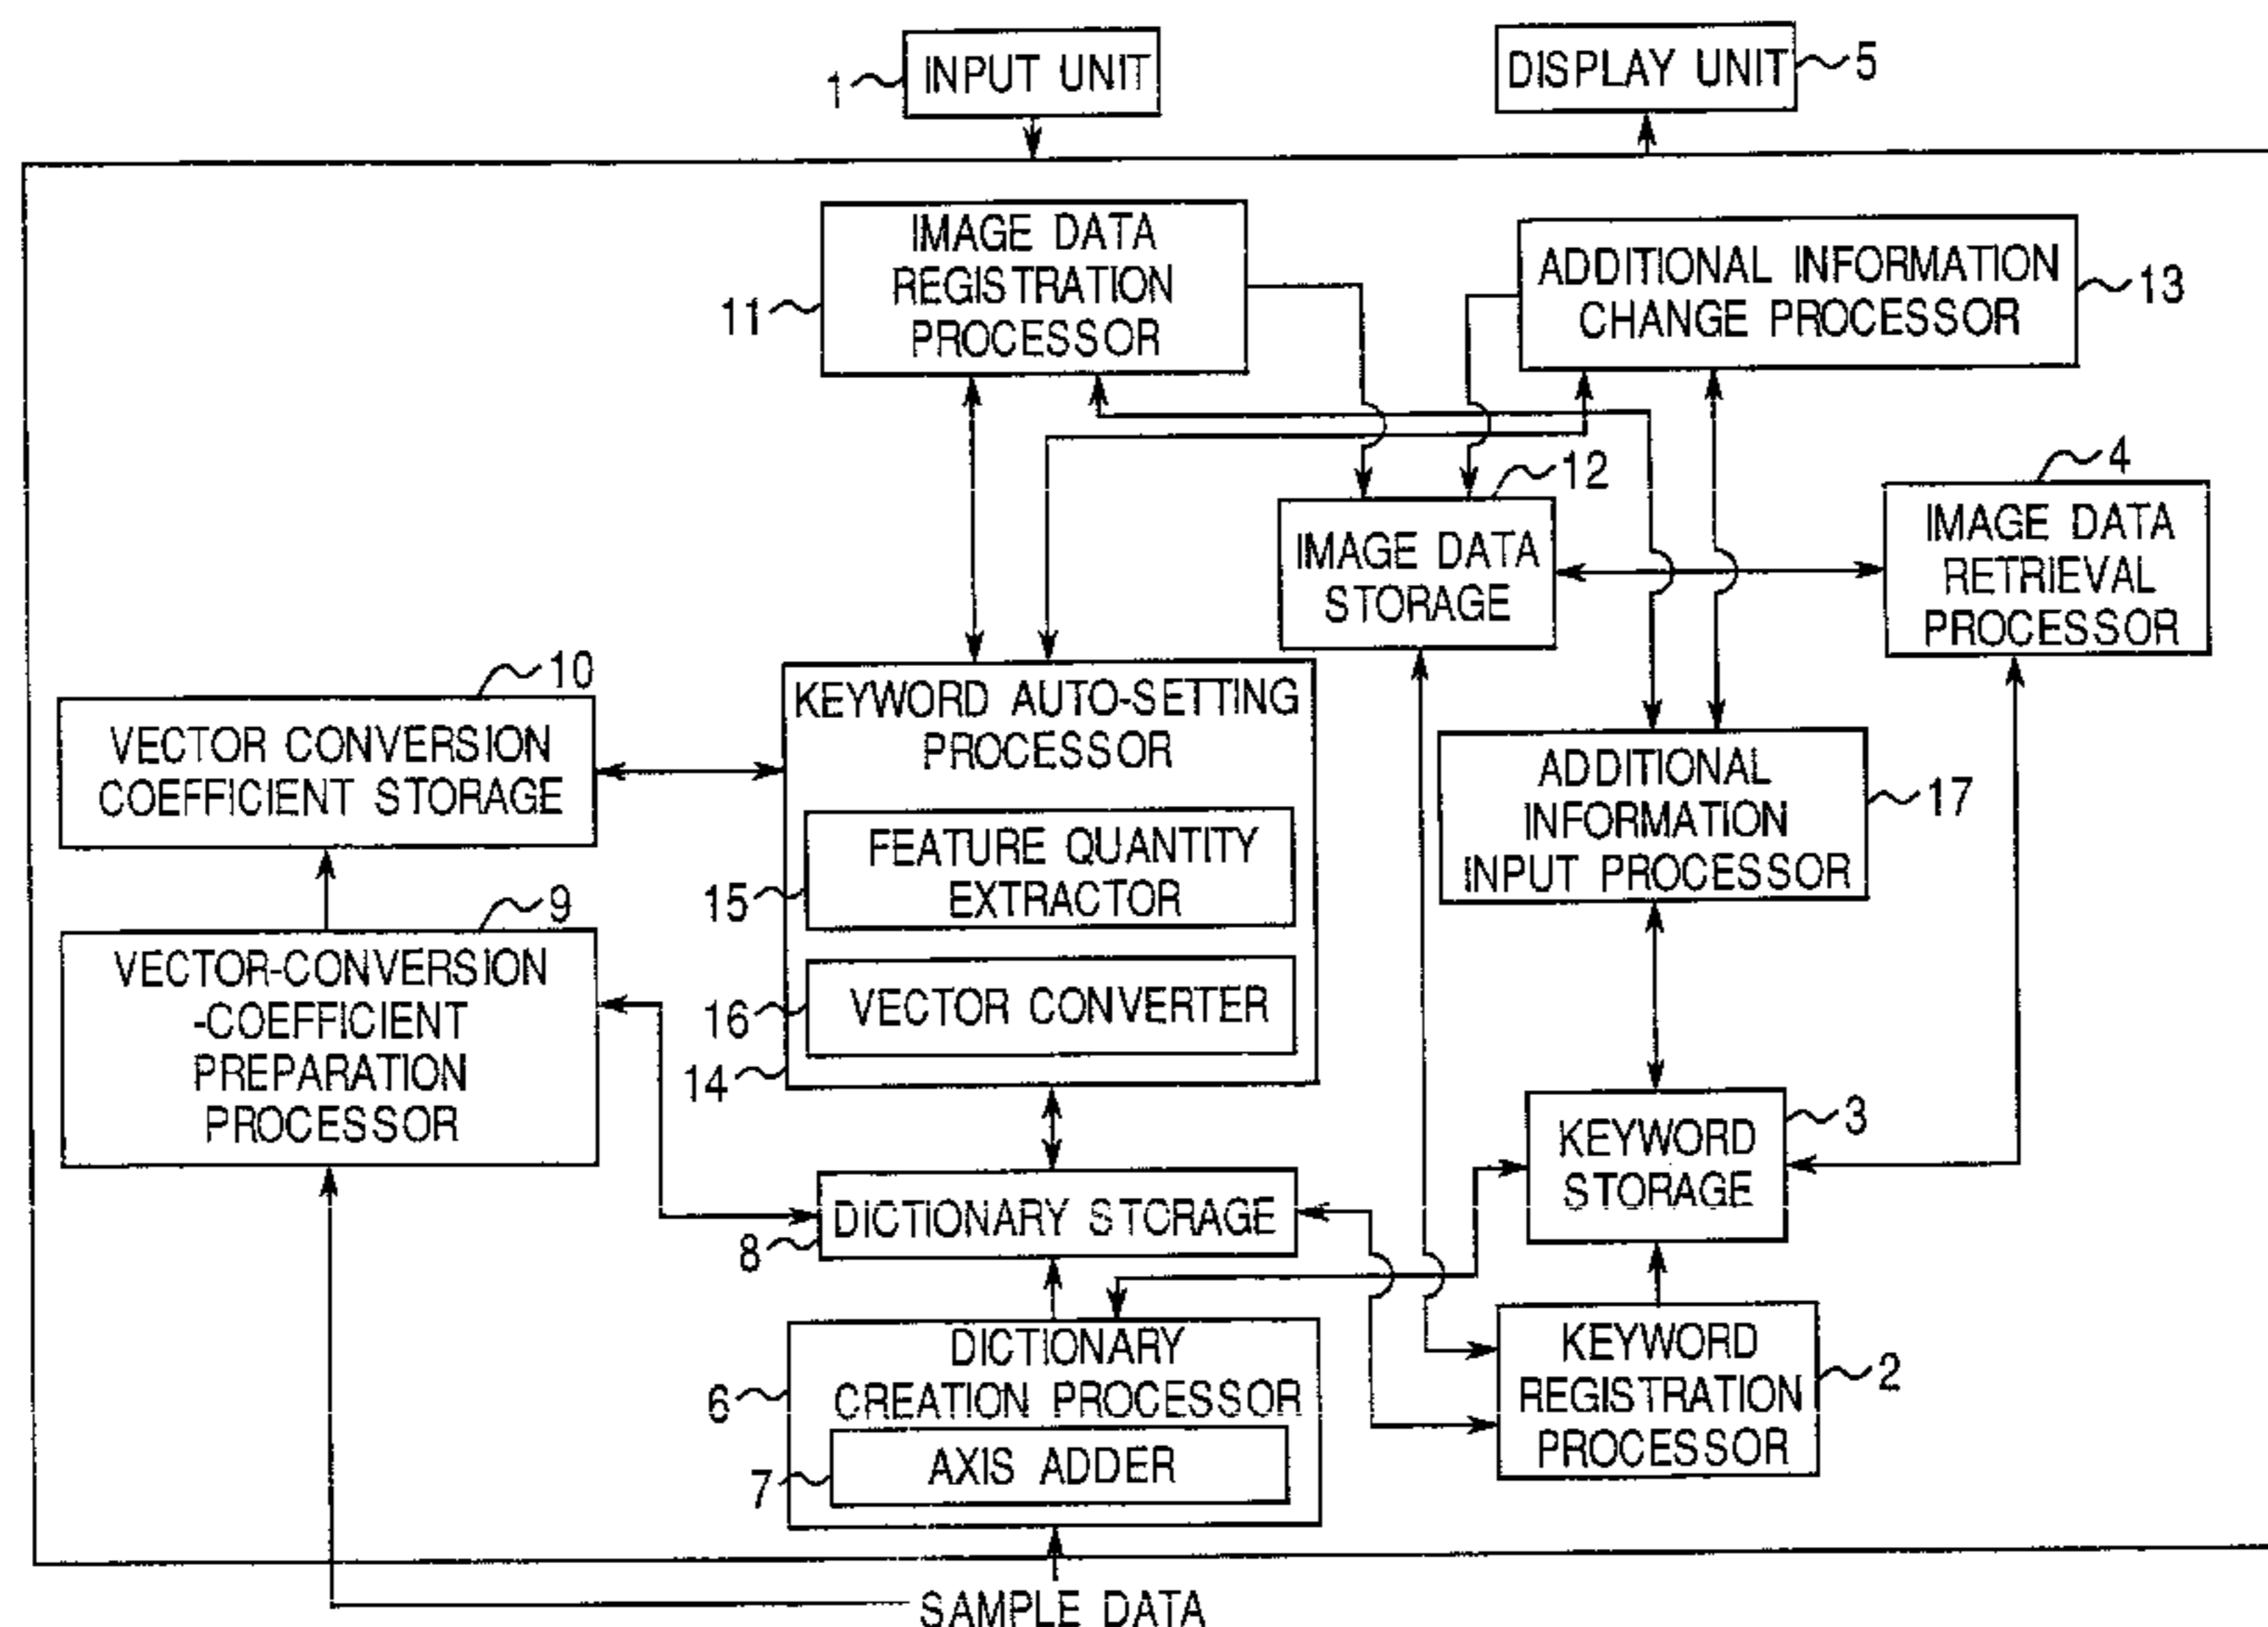 1
INPUT UNIT
DISPLAY UNIT
5
11
IMAGE DATA
REGISTRATION
PROCESSOR
ADDITIONAL INFORMATION
CHANGE PROCESSOR
13
12
IMAGE DATA
STORAGE
4
IMAGE DATA
RETRIEVAL
PROCESSOR
10
VECTOR CONVERSION
COEFFICIENT STORAGE
KEYWORD AUTO-SETTING
PROCESSOR
15
FEATURE QUANTITY
EXTRACTOR
16
VECTOR CONVERTER
14
ADDITIONAL
INFORMATION
INPUT PROCESSOR
17
9
VECTOR-CONVERSION
-COEFFICIENT
PREPARATION
PROCESSOR
KEYWORD
STORAGE
3
8
DICTIONARY STORAGE
6
DICTIONARY
CREATION PROCESSOR
7
AXIS ADDER
KEYWORD
REGISTRATION
PROCESSOR
2
SAMPLE DATA